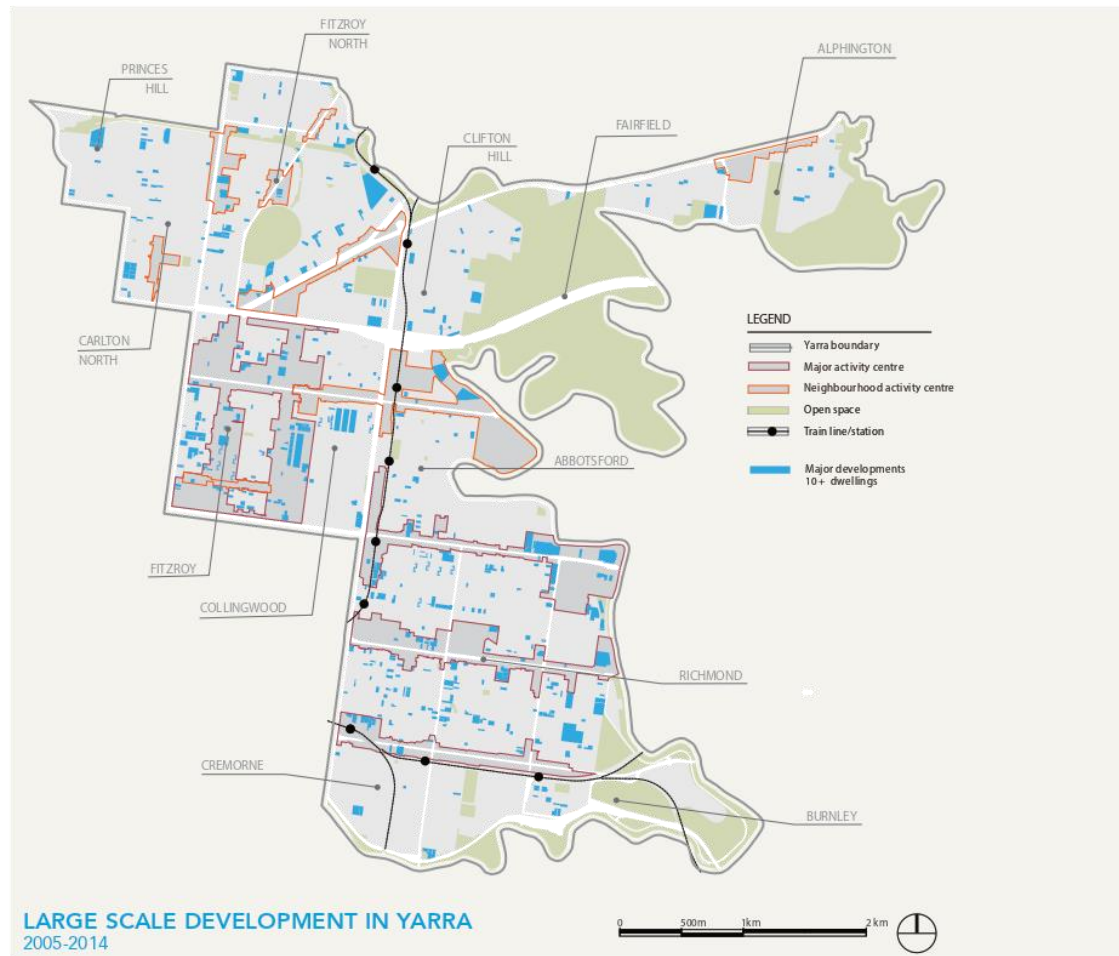 FITZROY
NORTH
PRINCES
HILL
ALPHINGTON
FAIRFIELD
CLIFTON
HILL
CARLTON
NORTH
LEGEND
Yarra boundary
Major activity centre
Neighbourhood activity centre
Open space
Train line/station
Major developments
10+ dwellings
ABBOTSFORD
FITZROY
COLLINGWOOD
RICHMOND
CREMORNE
BURNLEY
LARGE SCALE DEVELOPMENT IN YARRA
2005-2014
0 500m 1km 2 km